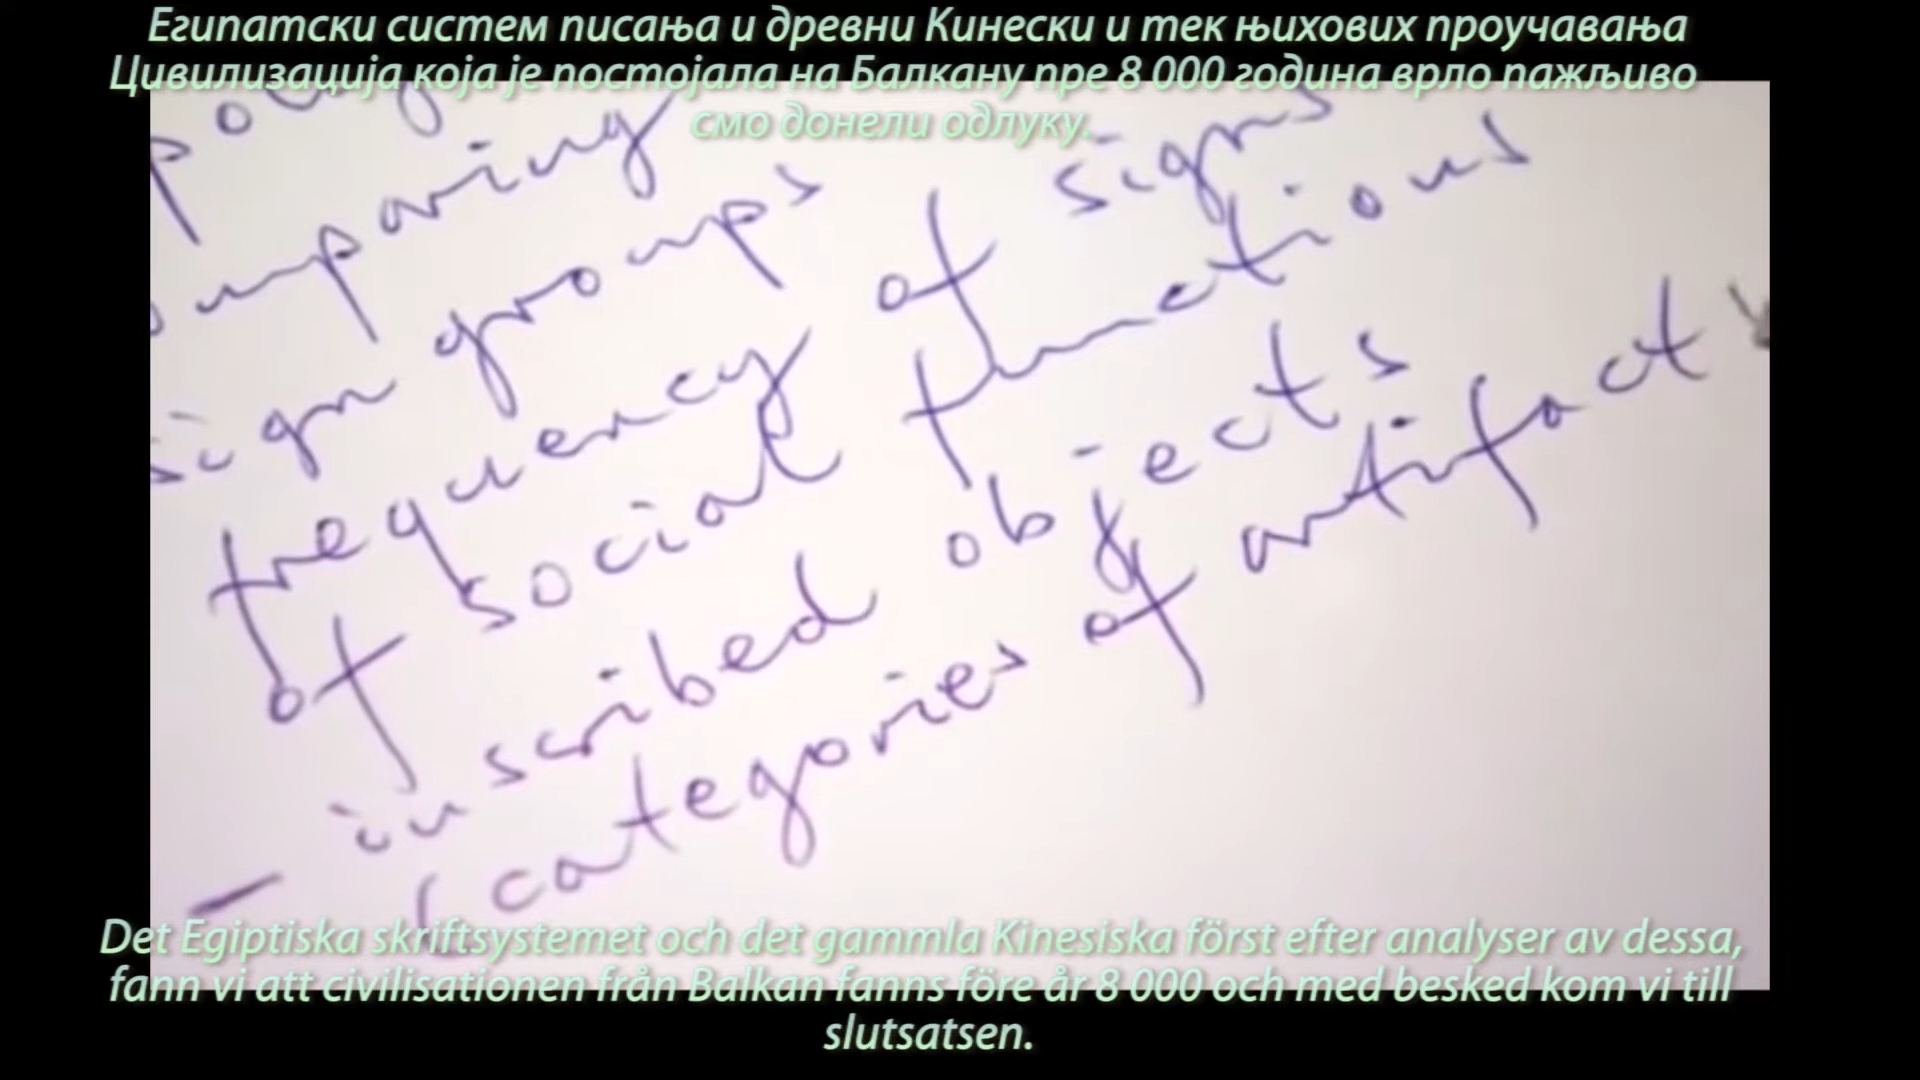 Египатски систем писања и древни Кинески и тек њихових проучавања
Цивилизација која је постојала на Балкану пре 8 000 година врло пажљиво
смо донели одлуку.
sign groups
frequency of signs
of social functions
- inscribed objects
(categories of artifact
Det Egiptiska skriftsystemet och det gammla Kinesiska först efter analyser av dessa,
fann vi att civilisationen från Balkan fanns före år 8 000 och med besked kom vi till
slutsatsen.